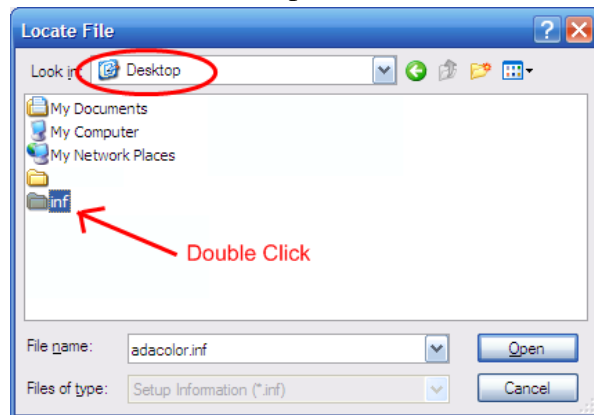 Locate File
Look in: Desktop
My Documents
My Computer
My Network Places
inf
Double Click
File name: adacolor.inf Open
Files of type: Setup Information (*.inf) Cancel